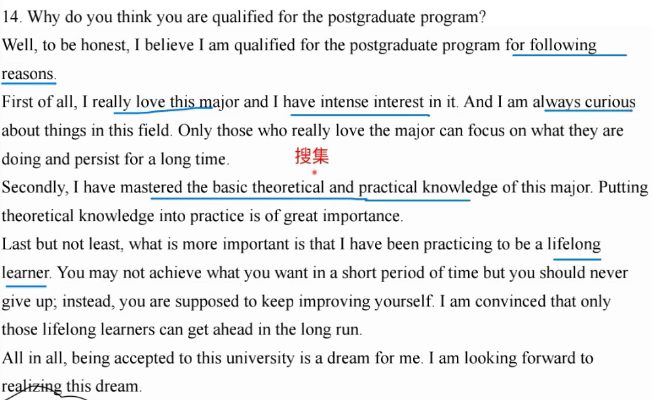 14. Why do you think you are qualified for the postgraduate program?
Well, to be honest, I believe I am qualified for the postgraduate program for following
reasons.
First of all, I really love this major and I have intense interest in it. And I am always curious
about things in this field. Only those who really love the major can focus on what they are
doing and persist for a long time.
搜集
Secondly, I have mastered the basic theoretical and practical knowledge of this major. Putting
theoretical knowledge into practice is of great importance.
Last but not least, what is more important is that I have been practicing to be a lifelong
learner. You may not achieve what you want in a short period of time but you should never
give up; instead, you are supposed to keep improving yourself. I am convinced that only
those lifelong learners can get ahead in the long run.
All in all, being accepted to this university is a dream for me. I am looking forward to
realizing this dream.